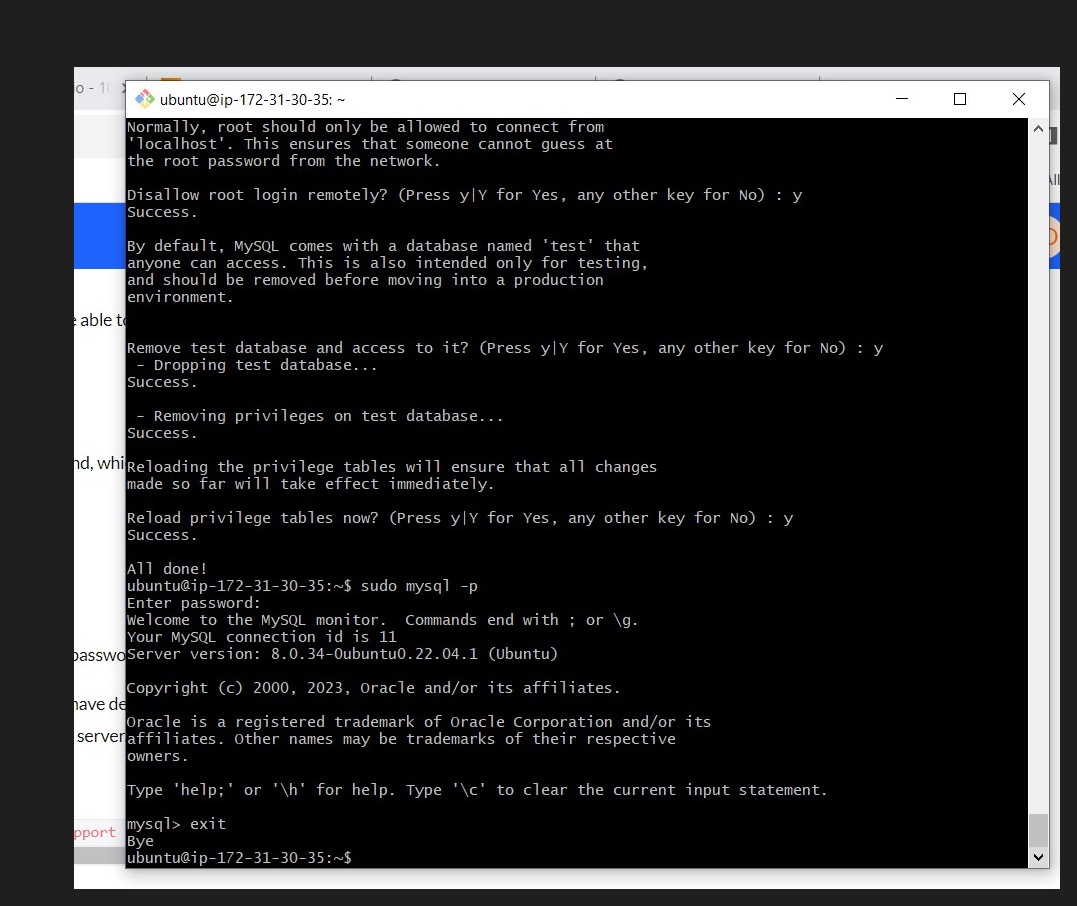 o - 10
ubuntu@ip-172-31-30-35: ~
Normally, root should only be allowed to connect from
'localhost'. This ensures that someone cannot guess at
the root password from the network.
All
Disallow root login remotely? (Press y|Y for Yes, any other key for No) : y
Success.
By default, MySQL comes with a database named 'test' that
anyone can access. This is also intended only for testing,
and should be removed before moving into a production
environment.
able to
Remove test database and access to it? (Press y|Y for Yes, any other key for No) : y
- Dropping test database...
Success.
- Removing privileges on test database...
Success.
nd, whi
Reloading the privilege tables will ensure that all changes
made so far will take effect immediately.
Reload privilege tables now? (Press y|Y for Yes, any other key for No) : y
Success.
All done!
ubuntu@ip-172-31-30-35:~$ sudo mysql -p
Enter password:
Welcome to the MySQL monitor.  Commands end with ; or \g.
Your MySQL connection id is 11
passwo
Server version: 8.0.34-0ubuntu0.22.04.1 (Ubuntu)
Copyright (c) 2000, 2023, Oracle and/or its affiliates.
have de
Oracle is a registered trademark of Oracle Corporation and/or its
server
affiliates. Other names may be trademarks of their respective
owners.
Type 'help;' or '\h' for help. Type '\c' to clear the current input statement.
mysql> exit
pport
Bye
ubuntu@ip-172-31-30-35:~$